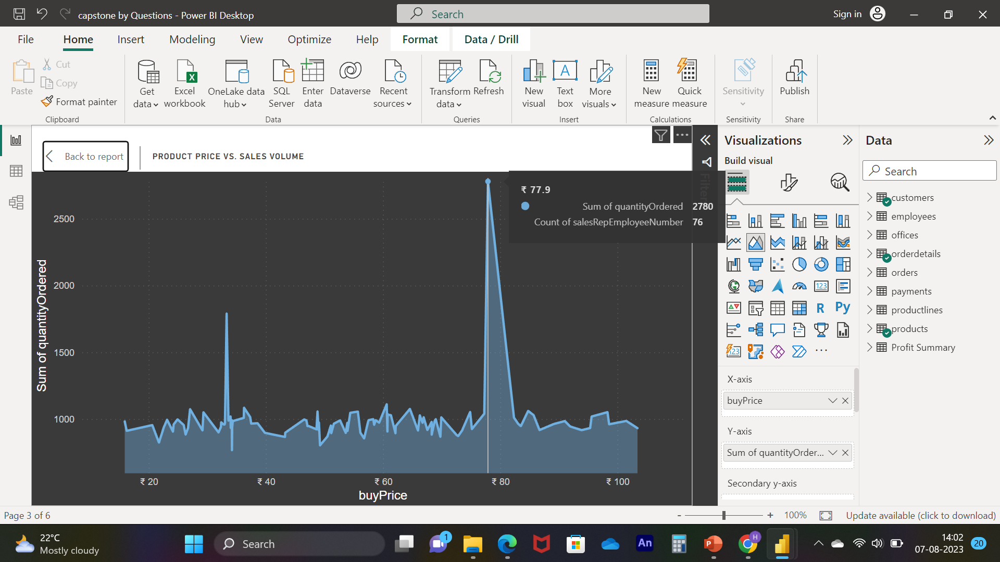 capstone by Questions - Power BI Desktop
Search
Sign in
File
Home
Insert
Modeling
View
Optimize
Help
Format
Data / Drill
Paste
Cut
Copy
Format painter
Clipboard
Get
data
Excel
workbook
OneLake data
hub
SQL
Server
Enter
data
Dataverse
Recent
sources
Data
Transform
data
Refresh
Queries
New
visual
A
Text
box
More
visuals
Insert
New
measure
Quick
measure
Calculations
Sensitivity
Sensitivity
Publish
Share
Back to report
PRODUCT PRICE VS. SALES VOLUME
₹ 77.9
Sum of quantityOrdered 2780
Count of salesRepEmployeeNumber 76
Sum of quantityOrdered
2500
2000
1500
1000
₹ 20
₹ 40
₹ 60
₹ 80
₹ 100
buyPrice
Visualizations
Build visual
123
R
Py
123
X-axis
buyPrice
Y-axis
Sum of quantityOrder...
Secondary y-axis
Data
Search
customers
employees
offices
orderdetails
orders
payments
productlines
products
Profit Summary
Page 3 of 6
- + 100%
Update available (click to download)
22°C
Mostly cloudy
Search
1
An
P
H
14:02
07-08-2023
20